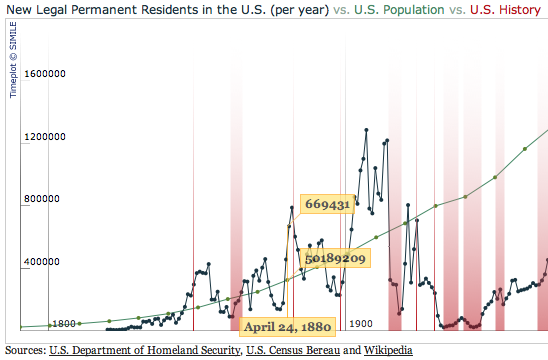 New Legal Permanent Residents in the U.S. (per year) vs. U.S. Population vs. U.S. History
Timeplot © SIMILE
1600000
1200000
800000
669431
50189209
400000
1800
April 24, 1880
1900
Sources: U.S. Department of Homeland Security, U.S. Census Bureau and Wikipedia